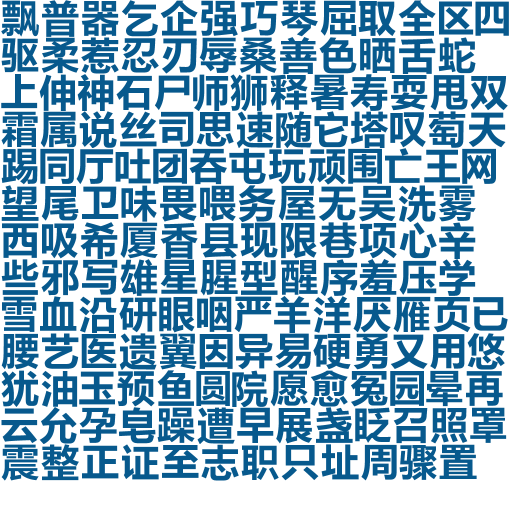 飘普器乞企强巧琴屈取全区四
驱柔惹忍刃辱桑善色晒舌蛇
上伸神石尸师狮释暑寿耍甩双
霜属说丝司思速随它塔叹萄天
踢同厅吐团吞屯玩顽围亡王网
望尾卫味畏喂务屋无吴洗雾
西吸希厦香县现限巷项心辛
些邪写雄星腥型醒序羞压学
雪血沿研眼咽严羊洋厌雁页已
腰艺医遗翼因异易硬勇又用悠
犹油玉预鱼圆院愿愈冤园晕再
云允孕皂躁遭早展盏眨召照罩
震整正证至志职只址周骤置